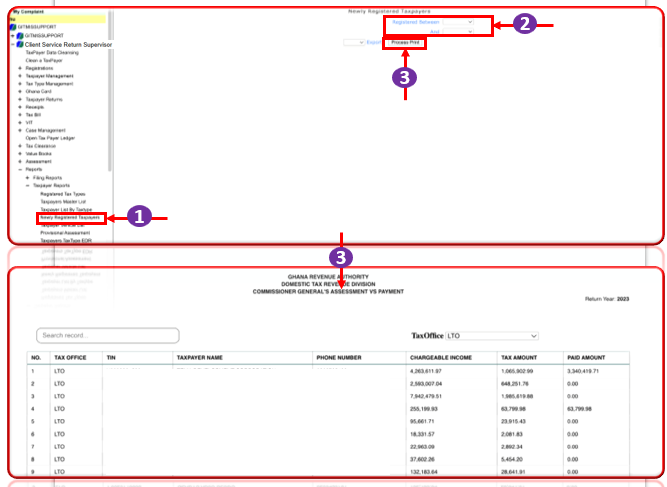 My Complaint
Newly Registered Taxpayers
Registered Between :
And :
Export
Process Print
2
3
GITMISSUPPORT
GITMISSUPPORT
Client Service Return Supervisor
TaxPayer Data Cleansing
Clean a TaxPayer
Registrations
Taxpayer Management
Tax Type Management
Ghana Card
Taxpayer Returns
Receipts
Tax Bill
VIT
Case Management
Open Tax Payer Ledger
Tax Clearance
Value Books
Assessment
Reports
Filing Reports
Taxpayer Reports
Registered Tax Types
Taxpayers Master List
Taxpayer List By Taxtype
Newly Registered Taxpayers
1
Provisional Assessment
Taxpayers TaxType EDR
3
GHANA REVENUE AUTHORITY
DOMESTIC TAX REVENUE DIVISION
COMMISSIONER GENERAL'S ASSESSMENT VS PAYMENT
Return Year: 2023
Search record...
TaxOffice LTO
NO. TAX OFFICE TIN TAXPAYER NAME PHONE NUMBER CHARGEABLE INCOME TAX AMOUNT PAID AMOUNT
1 LTO 4,263,611.97 1,065,902.99 3,340,419.71
2 LTO 2,593,007.04 648,251.76 0.00
3 LTO 7,942,479.51 1,985,619.88 0.00
4 LTO 255,199.93 63,799.98 63,799.98
5 LTO 95,661.71 23,915.43 0.00
6 LTO 18,331.57 2,081.83 0.00
7 LTO 22,963.09 2,892.34 0.00
8 LTO 37,602.26 5,454.20 0.00
9 LTO 132,183.64 28,641.91 0.00